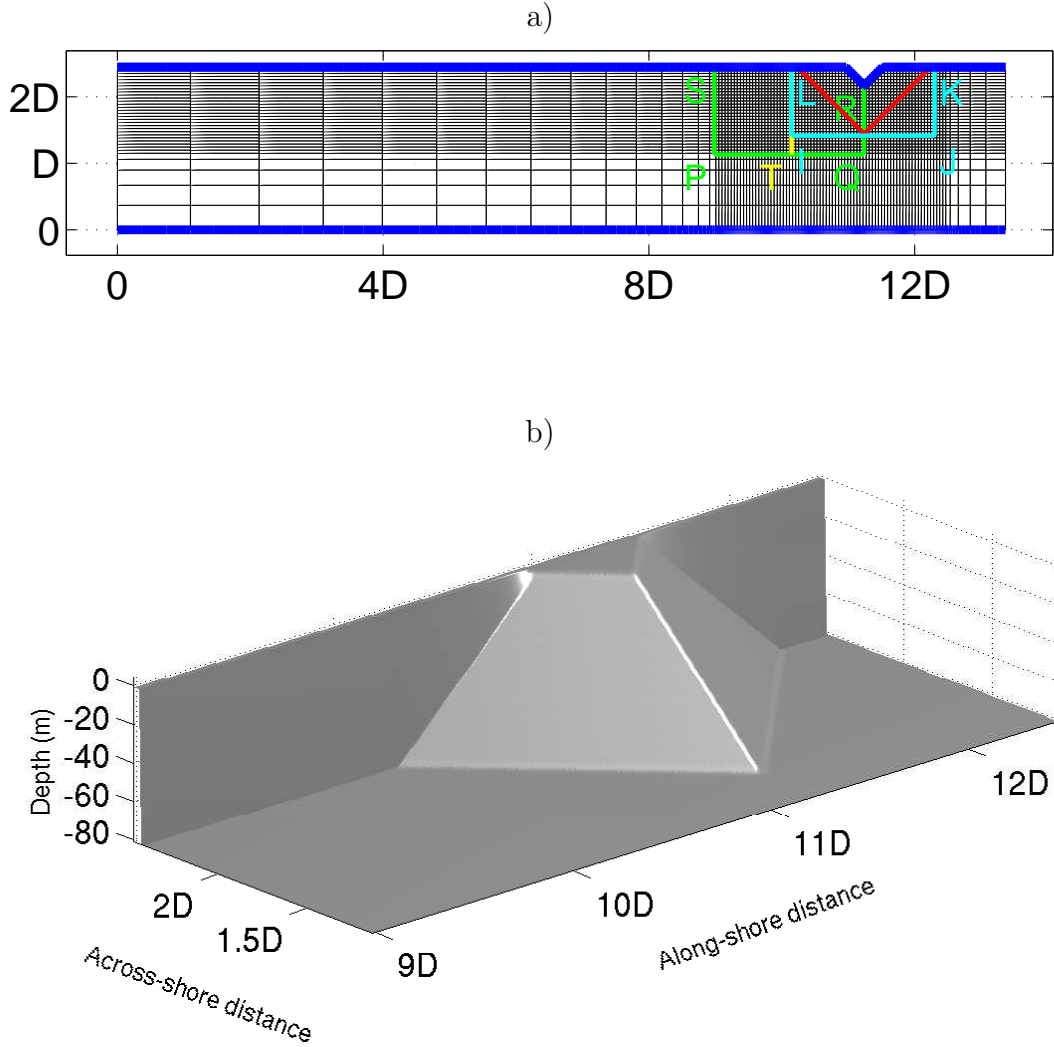 a)
2D
D
0
S
L
R
K
P
T
I
Q
J
0
4D
8D
12D
b)
0
-20
-40
-60
-80
Depth (m)
2D
1.5D
9D
10D
11D
12D
Across-shore distance
Along-shore distance